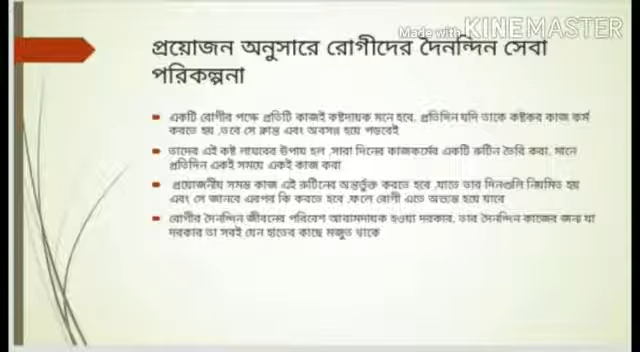 Made with KINEMASTER
প্রয়োজন অনুসারে রোগীদের দৈনন্দিন সেবা
পরিকল্পনা
একটি রোগীর পক্ষে প্রতিটি কাজই কষ্টদায়ক মনে হবে. প্রতিদিন যদি তাকে কষ্টকর কাজ কর্ম
করতে হয় ,তবে সে ক্লান্ত এবং অবসন্ন হয়ে পড়বেই
তাদের এই কষ্ট লাঘবের উপায় হল ,সারা দিনের কাজকর্মের একটি রুটিন তৈরি করা. মানে
প্রতিদিন একই সময়ে একই কাজ করা
প্রয়োজনীয় সমস্ত কাজ এই রুটিনের অন্তর্ভুক্ত করতে হবে ,যাতে তার দিনগুলি নিয়মিত হয়
এবং সে জানবে এরপর কি করতে হবে ,ফলে রোগী এতে অভ্যস্ত হয়ে যাবে
রোগীর দৈনন্দিন জীবনের পরিবেশ আরামদায়ক হওয়া দরকার. তার দৈনন্দিন কাজের জন্য যা
দরকার তা সবই যেন হাতের কাছে মজুত থাকে